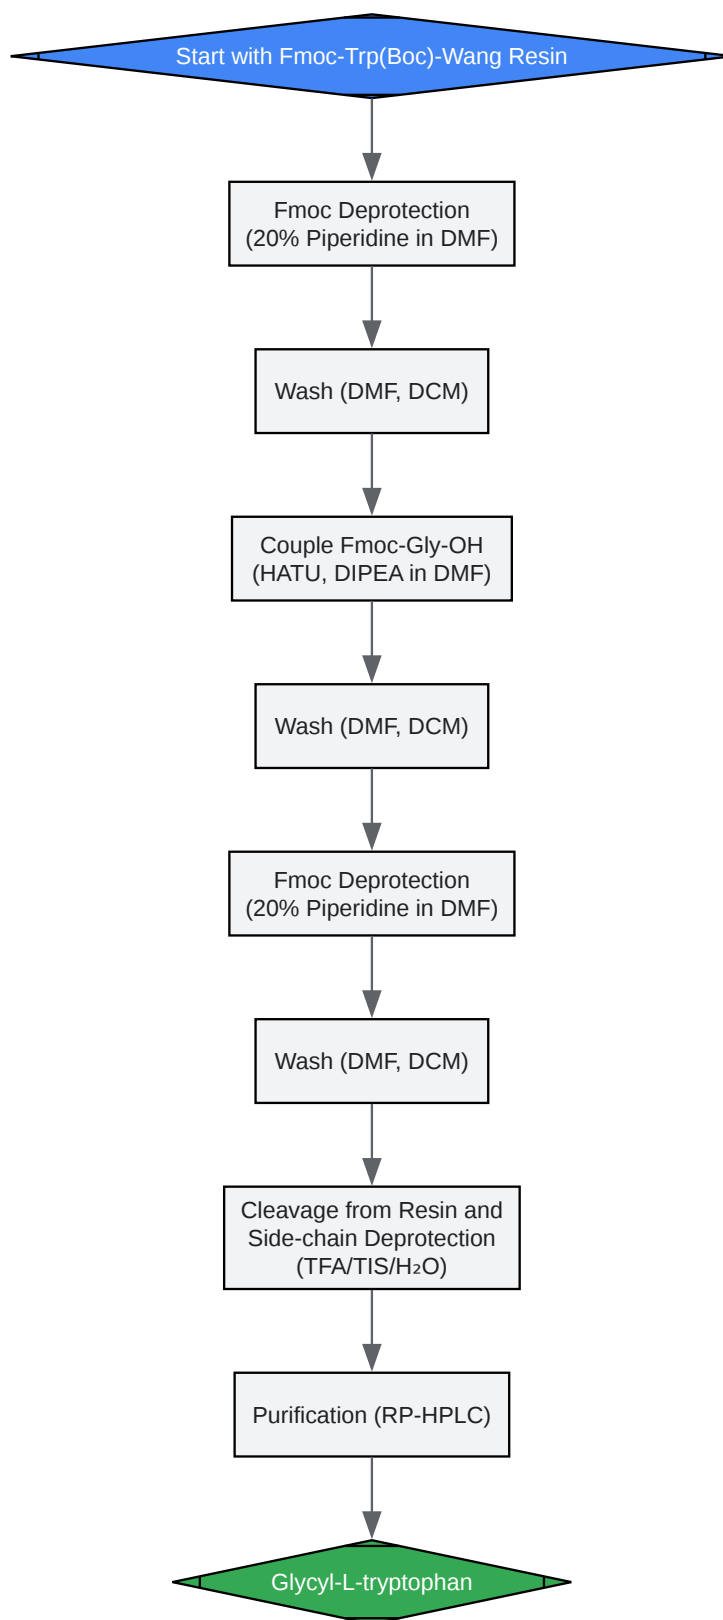 Start with Fmoc-Trp(Boc)-Wang Resin
Fmoc Deprotection
(20% Piperidine in DMF)
Wash (DMF, DCM)
Couple Fmoc-Gly-OH
(HATU, DIPEA in DMF)
Wash (DMF, DCM)
Fmoc Deprotection
(20% Piperidine in DMF)
Wash (DMF, DCM)
Cleavage from Resin and
Side-chain Deprotection
(TFA/TIS/H₂O)
Purification (RP-HPLC)
Glycyl-L-tryptophan